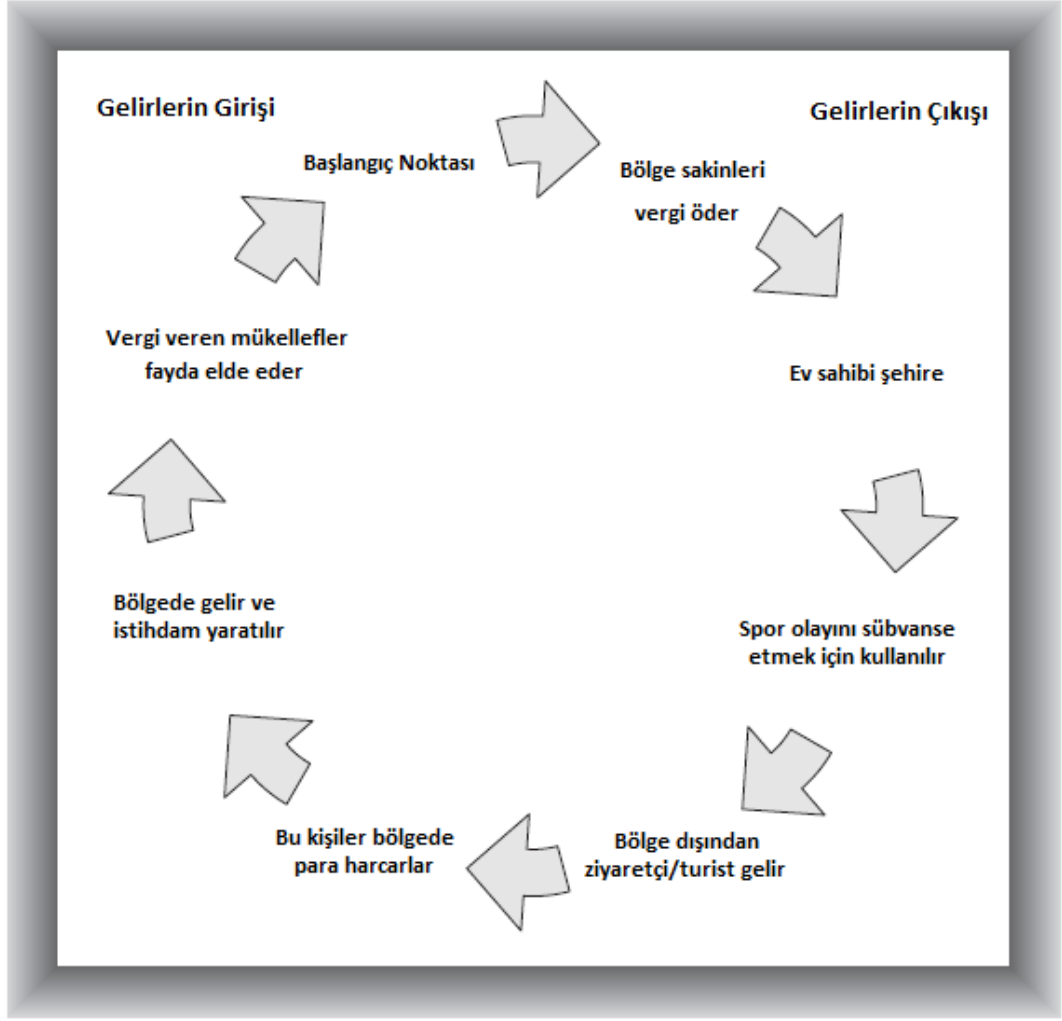 Gelirlerin Girişi
Gelirlerin Çıkışı
Başlangıç Noktası
Bölge sakinleri
vergi öder
Ev sahibi şehire
Spor olayını sübvanse
etmek için kullanılır
Bölge dışından
ziyaretçi/turist gelir
Bu kişiler bölgede
para harcarlar
Bölgede gelir ve
istihdam yaratılır
Vergi veren mükellefler
fayda elde eder